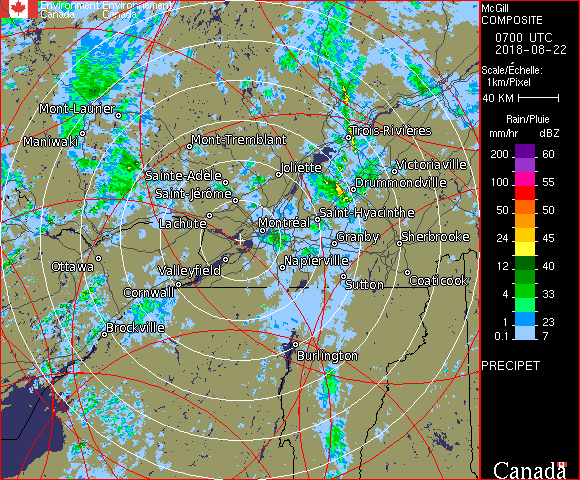 Environment Environnement
Canada Canada
McGill
COMPOSITE
0700 UTC
2018-08-22
Scale/Échelle:
1km/Pixel
40 KM
Rain/Pluie
mm/hr dBZ
200 60
100 55
50 50
24 45
12 40
4 33
1 23
0.1 7
PRECIPET
Canada
Mont-Laurier
Maniwaki
Mont-Tremblant
Trois-Rivières
Joliette
Victoriaville
Sainte-Adèle
Drummondville
Saint-Jérôme
Saint-Hyacinthe
Lachute
Montréal
Granby
Sherbrooke
Ottawa
Napierville
Valleyfield
Coaticook
Sutton
Cornwall
Brockville
Burlington